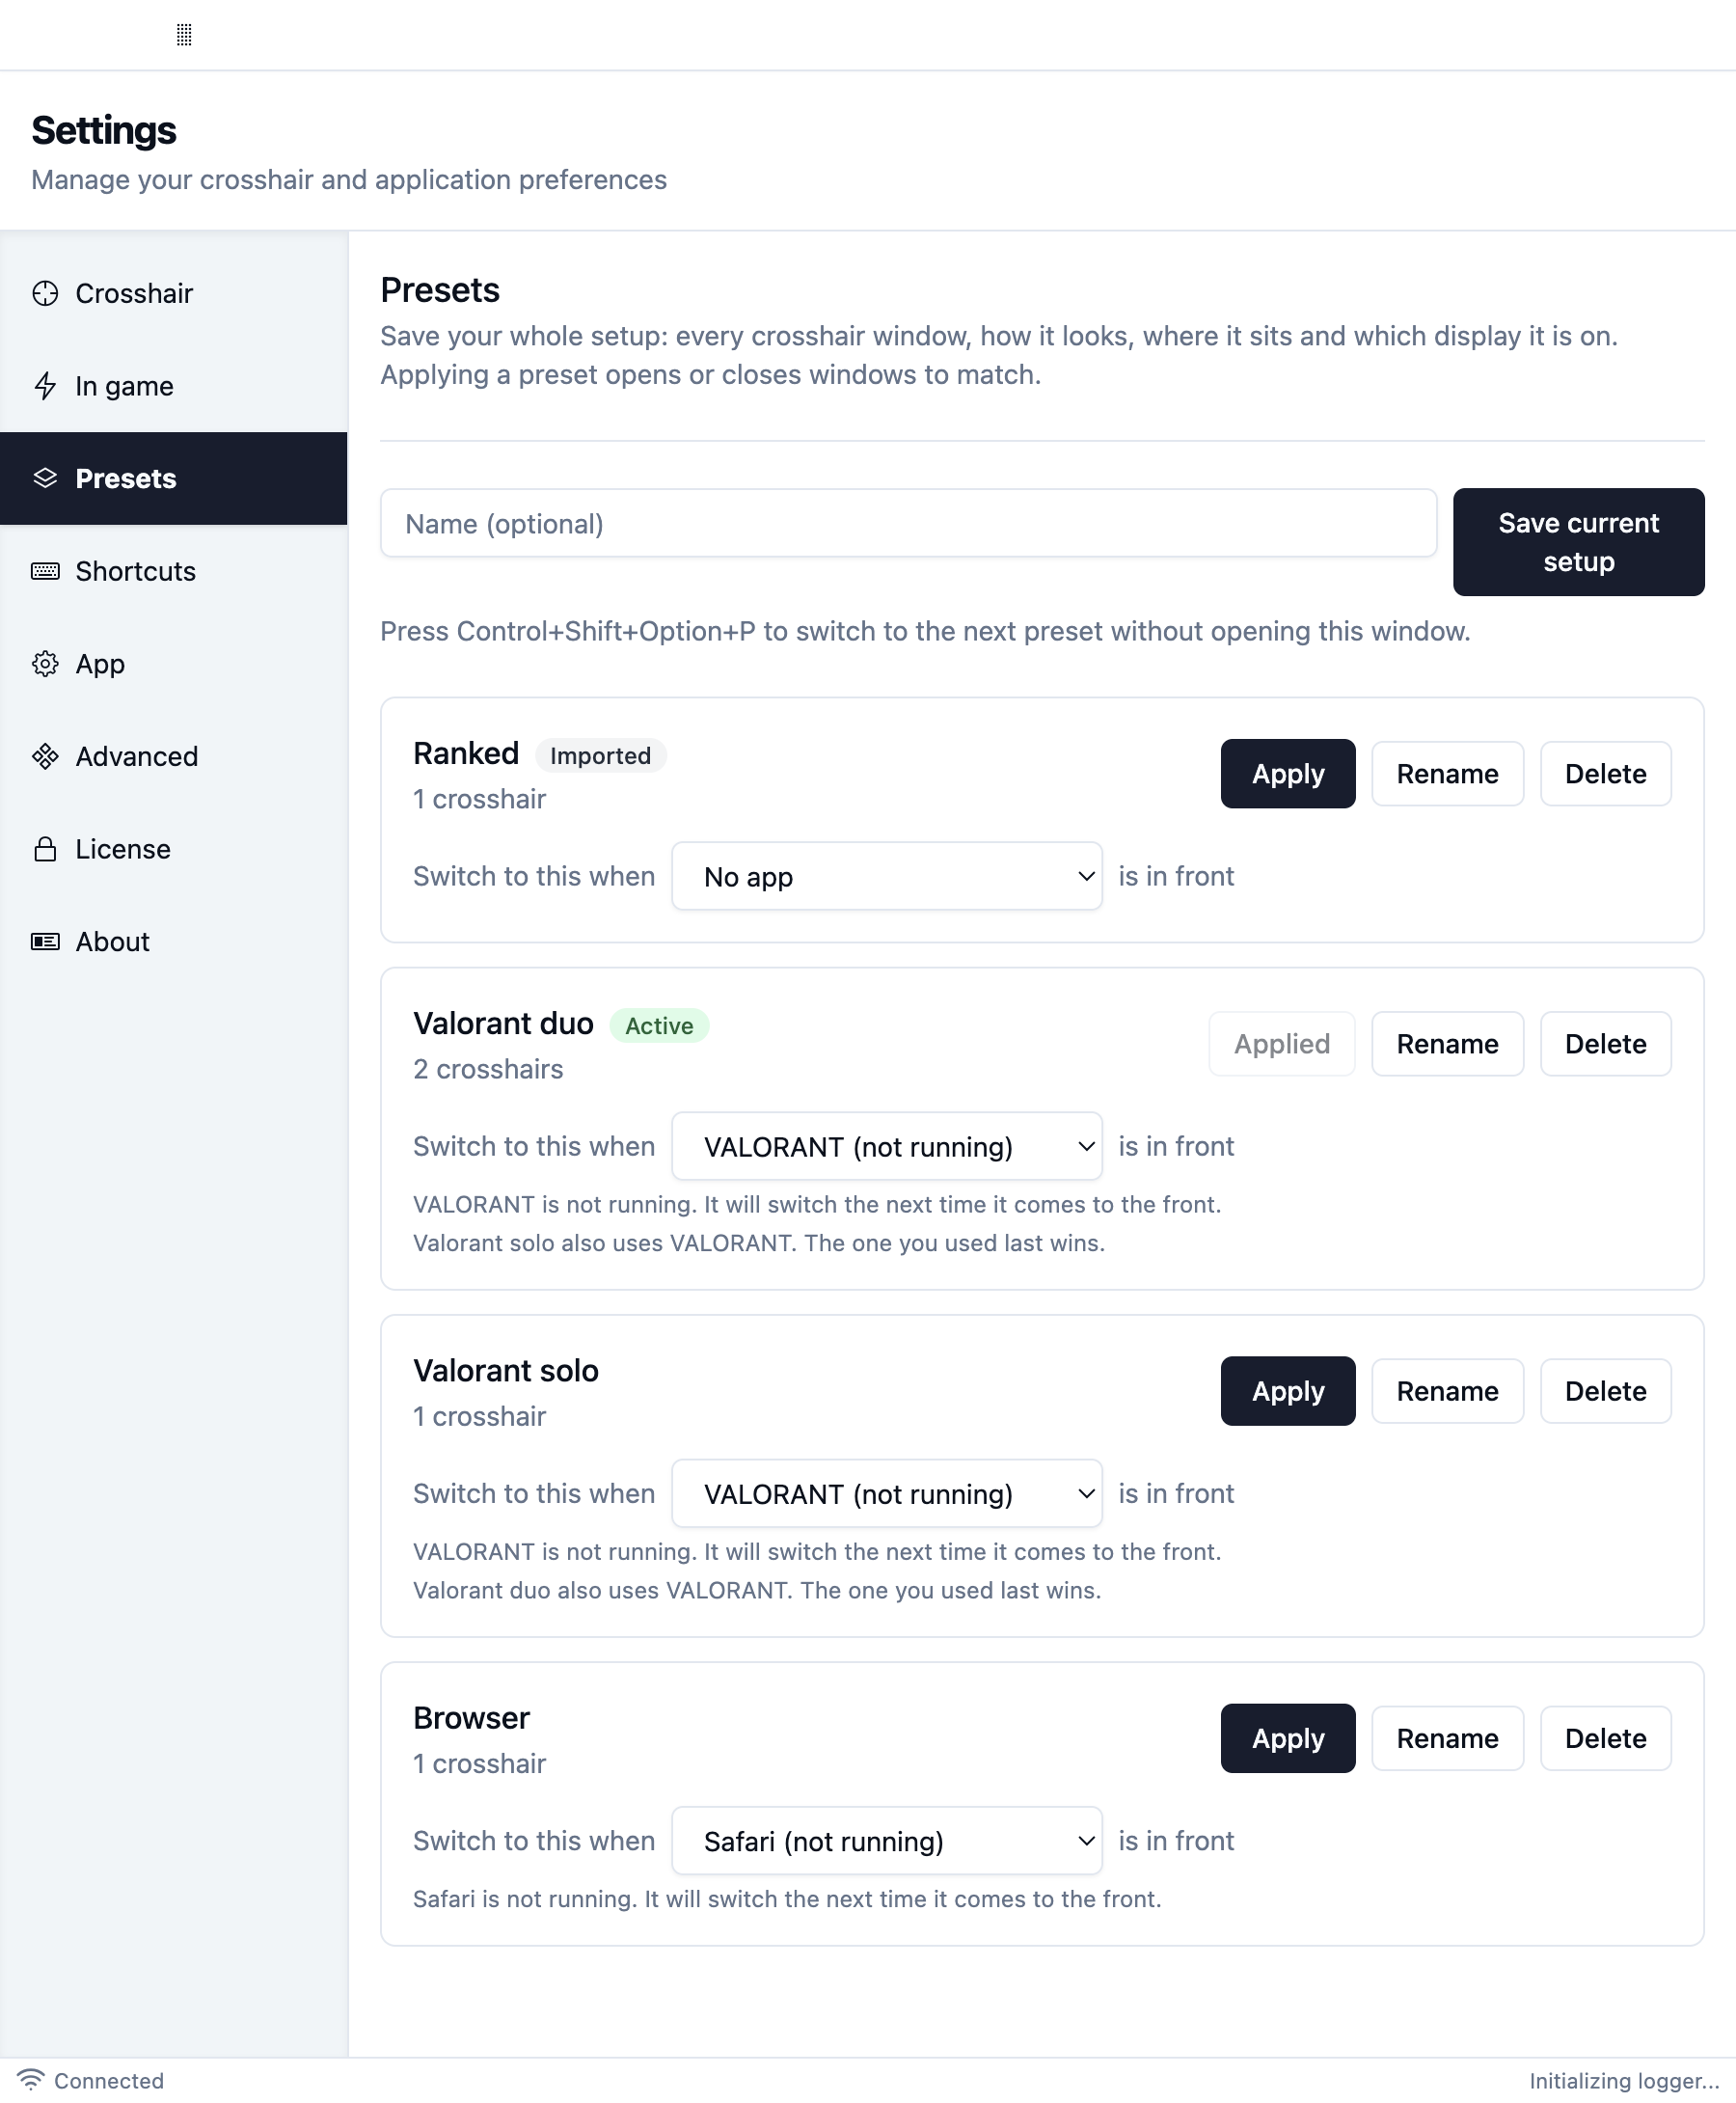 Settings
Manage your crosshair and application preferences
Crosshair
In game
Presets
Shortcuts
App
Advanced
License
About
Presets
Save your whole setup: every crosshair window, how it looks, where it sits and which display it is on.
Applying a preset opens or closes windows to match.
Name (optional)
Save current
setup
Press Control+Shift+Option+P to switch to the next preset without opening this window.
Ranked Imported
1 crosshair
Apply Rename Delete
Switch to this when No app is in front
Valorant duo Active
2 crosshairs
Applied Rename Delete
Switch to this when VALORANT (not running) is in front
VALORANT is not running. It will switch the next time it comes to the front.
Valorant solo also uses VALORANT. The one you used last wins.
Valorant solo
1 crosshair
Apply Rename Delete
Switch to this when VALORANT (not running) is in front
VALORANT is not running. It will switch the next time it comes to the front.
Valorant duo also uses VALORANT. The one you used last wins.
Browser
1 crosshair
Apply Rename Delete
Switch to this when Safari (not running) is in front
Safari is not running. It will switch the next time it comes to the front.
Connected
Initializing logger...